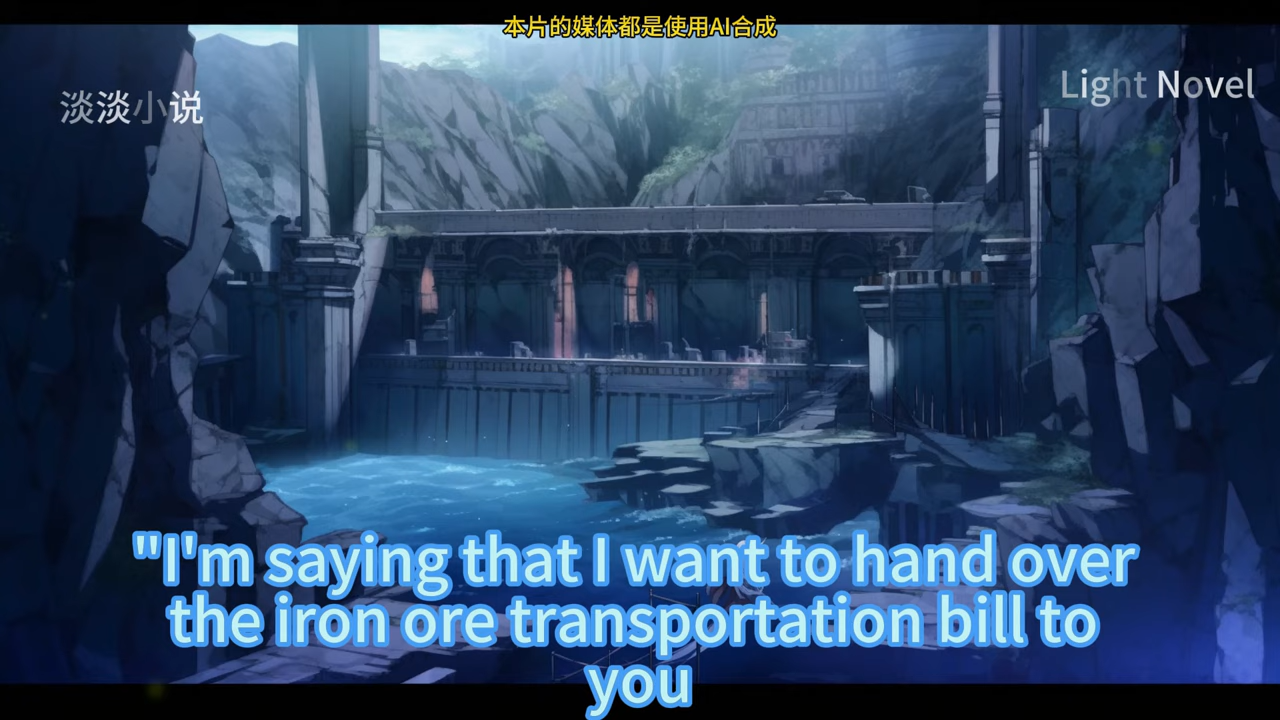 本片的媒体都是使用AI合成
淡淡小说
Light Novel
"I'm saying that I want to hand over
the iron ore transportation bill to
you